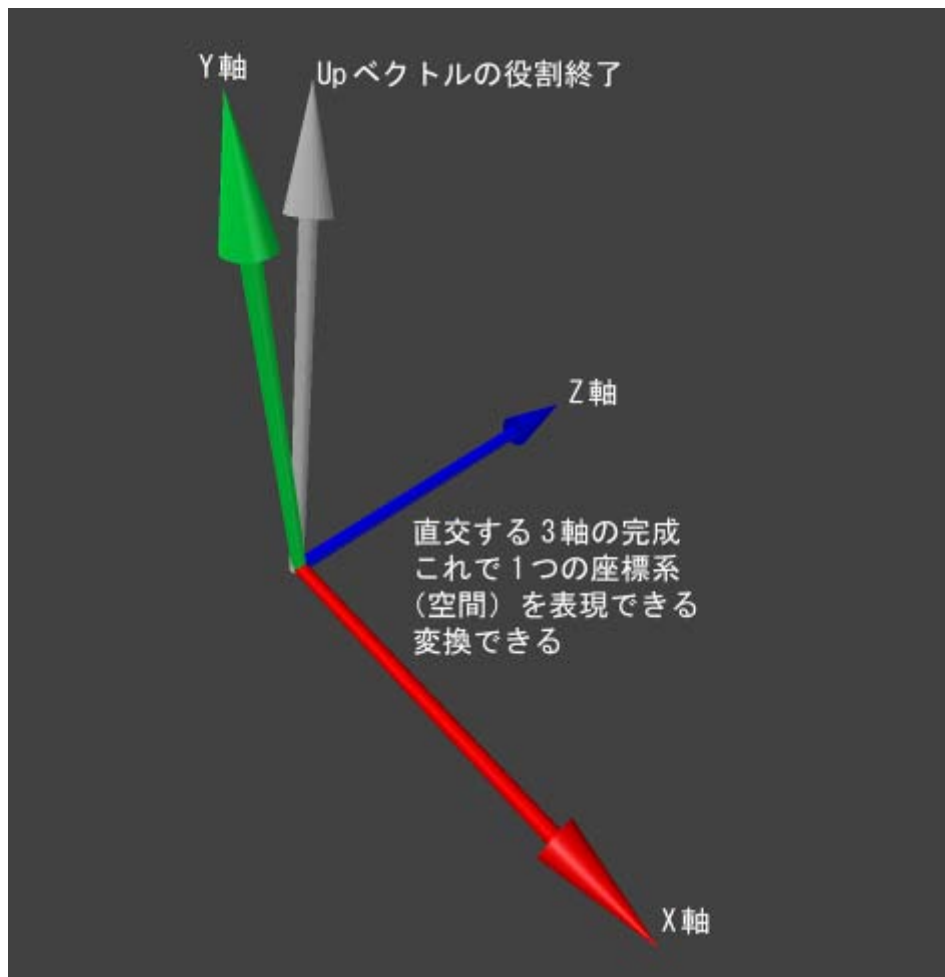 Y軸
Upベクトルの役割終了
Z軸
直交する3軸の完成
これで1つの座標系
(空間) を表現できる
変換できる
X軸